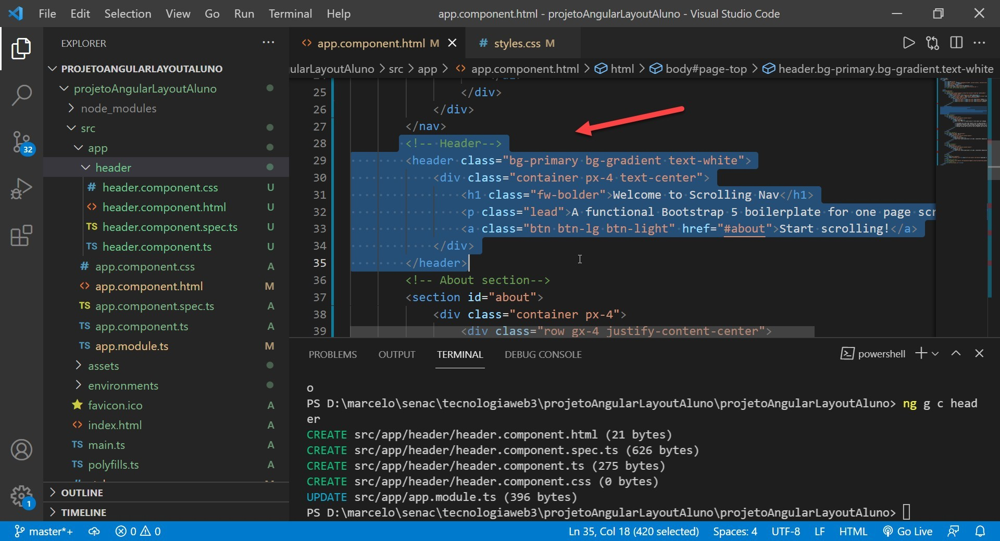 File Edit Selection View Go Run Terminal Help
app.component.html - projetoAngularLayoutAluno - Visual Studio Code
EXPLORER
PROJETOANGULARLAYOUTALUNO
projetoAngularLayoutAluno
node_modules
src
app
header
# header.component.css U
<> header.component.html U
TS header.component.spec.ts U
TS header.component.ts U
# app.component.css A
<> app.component.html M
TS app.component.spec.ts A
TS app.component.ts A
TS app.module.ts M
assets
environments
favicon.ico A
<> index.html A
TS main.ts A
TS polyfills.ts A
OUTLINE
TIMELINE
32
1
<> app.component.html M
# styles.css M
ularLayoutAluno > src > app > <> app.component.html > html > body#page-top > header.bg-primary.bg-gradient.text-white
25 </div>
26 </div>
27 </nav>
28 <!-- Header-->
29 <header class="bg-primary bg-gradient text-white">
30 <div class="container px-4 text-center">
31 <h1 class="fw-bolder">Welcome to Scrolling Nav</h1>
32 <p class="lead">A functional Bootstrap 5 boilerplate for one page scr
33 <a class="btn btn-lg btn-light" href="#about">Start scrolling!</a>
34 </div>
35 </header>
36 <!-- About section-->
37 <section id="about">
38 <div class="container px-4">
39 <div class="row gx-4 justify-content-center">
PROBLEMS OUTPUT TERMINAL DEBUG CONSOLE
powershell
o
PS D:\marcelo\senac\tecnologiaweb3\projetoAngularLayoutAluno\projetoAngularLayoutAluno> ng g c head
er
CREATE src/app/header/header.component.html (21 bytes)
CREATE src/app/header/header.component.spec.ts (626 bytes)
CREATE src/app/header/header.component.ts (275 bytes)
CREATE src/app/header/header.component.css (0 bytes)
UPDATE src/app/app.module.ts (396 bytes)
PS D:\marcelo\senac\tecnologiaweb3\projetoAngularLayoutAluno\projetoAngularLayoutAluno>
master*+ 0 0 Ln 35, Col 18 (420 selected) Spaces: 4 UTF-8 LF HTML Go Live